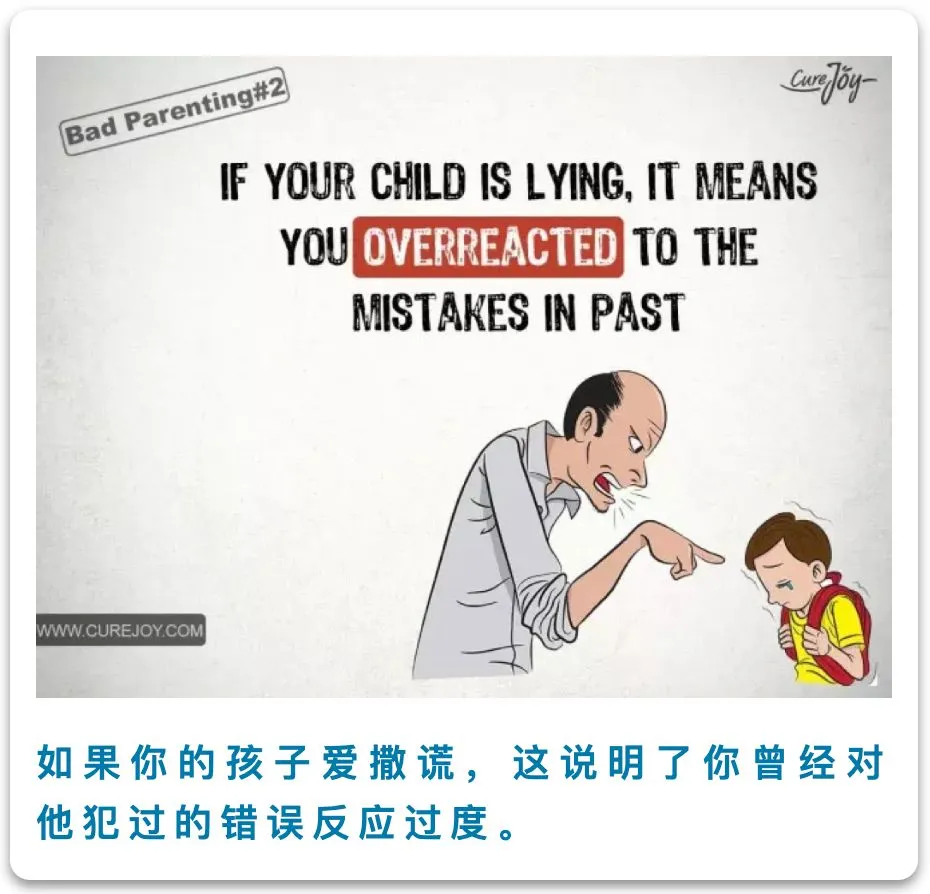 Bad Parenting#2
Cure Joy
IF YOUR CHILD IS LYING, IT MEANS
YOU OVERREACTED TO THE
MISTAKES IN PAST
WWW.CUREJOY.COM
如果你的孩子爱撒谎，这说明了你曾经对
他犯过的错误反应过度。